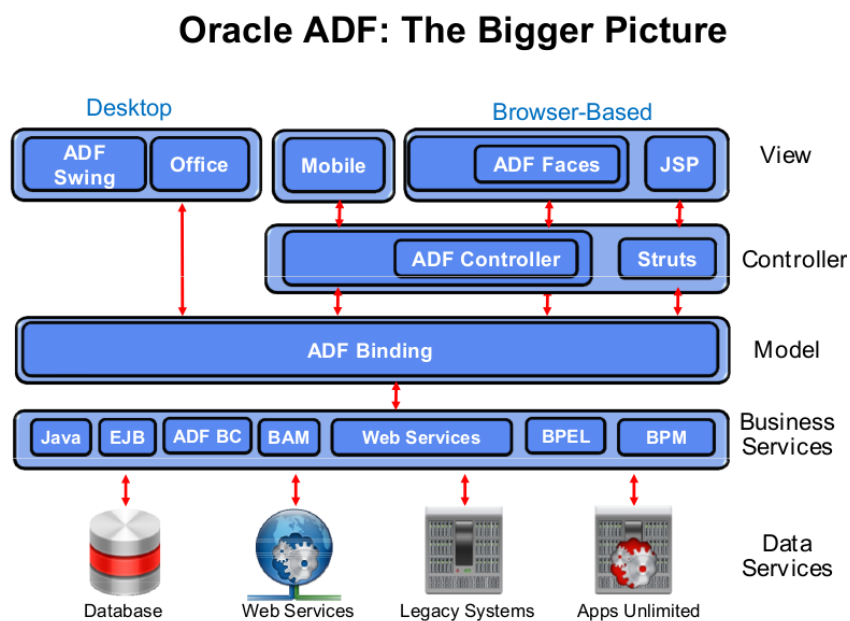 Oracle ADF: The Bigger Picture
Desktop
Browser-Based
ADF
Swing
Office
Mobile
ADF Faces
JSP
View
ADF Controller
Struts
Controller
ADF Binding
Model
Java
EJB
ADF BC
BAM
Web Services
BPEL
BPM
Business
Services
Data
Services
Database
Web Services
Legacy Systems
Apps Unlimited